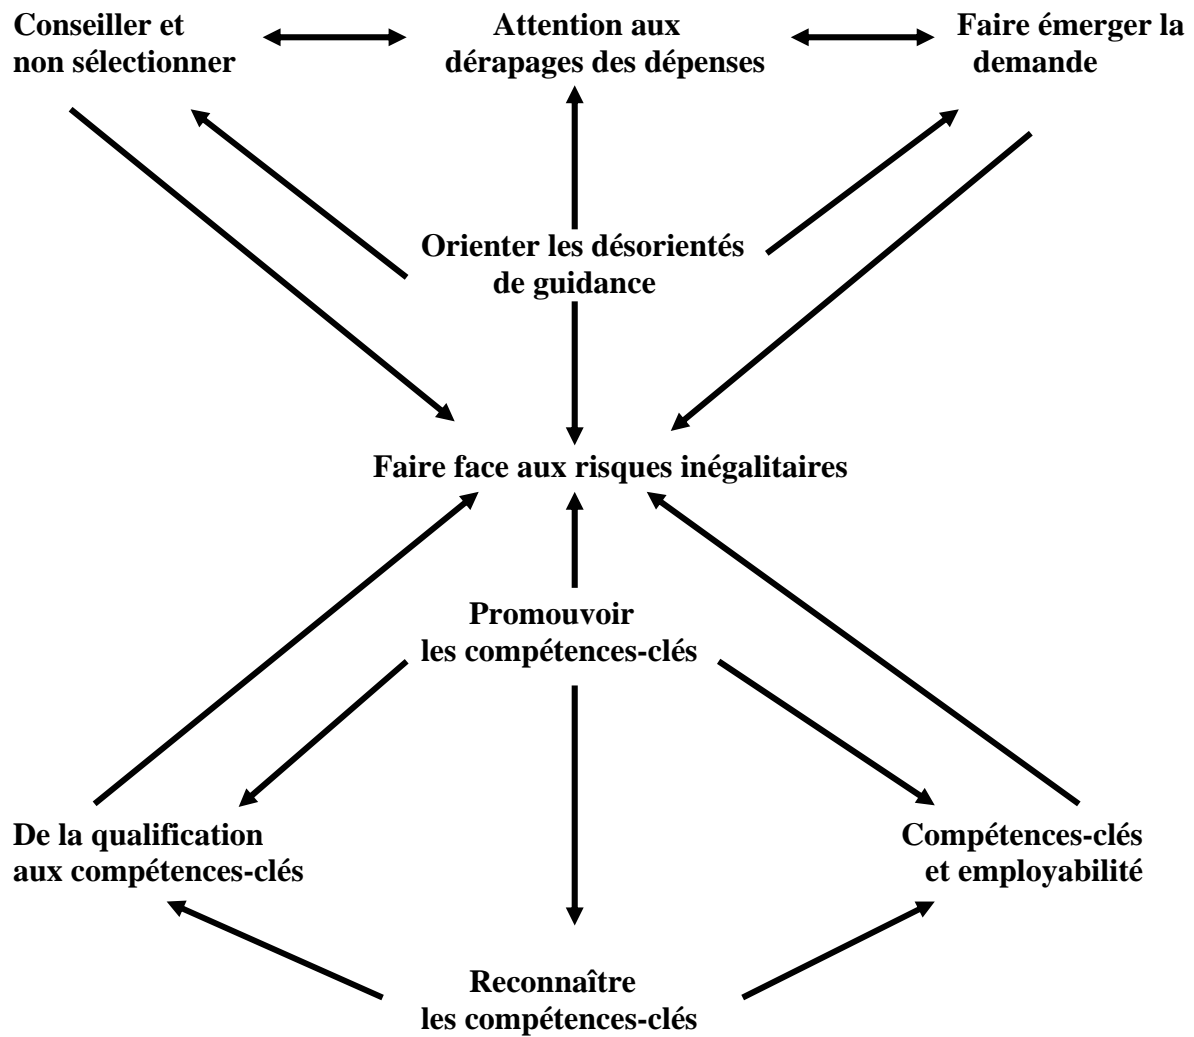 Conseiller et
non sélectionner
Attention aux
dérapages des dépenses
Faire émerger la
demande
Orienter les désorientés
de guidance
Faire face aux risques inégalitaires
Promouvoir
les compétences-clés
De la qualification
aux compétences-clés
Compétences-clés
et employabilité
Reconnaître
les compétences-clés